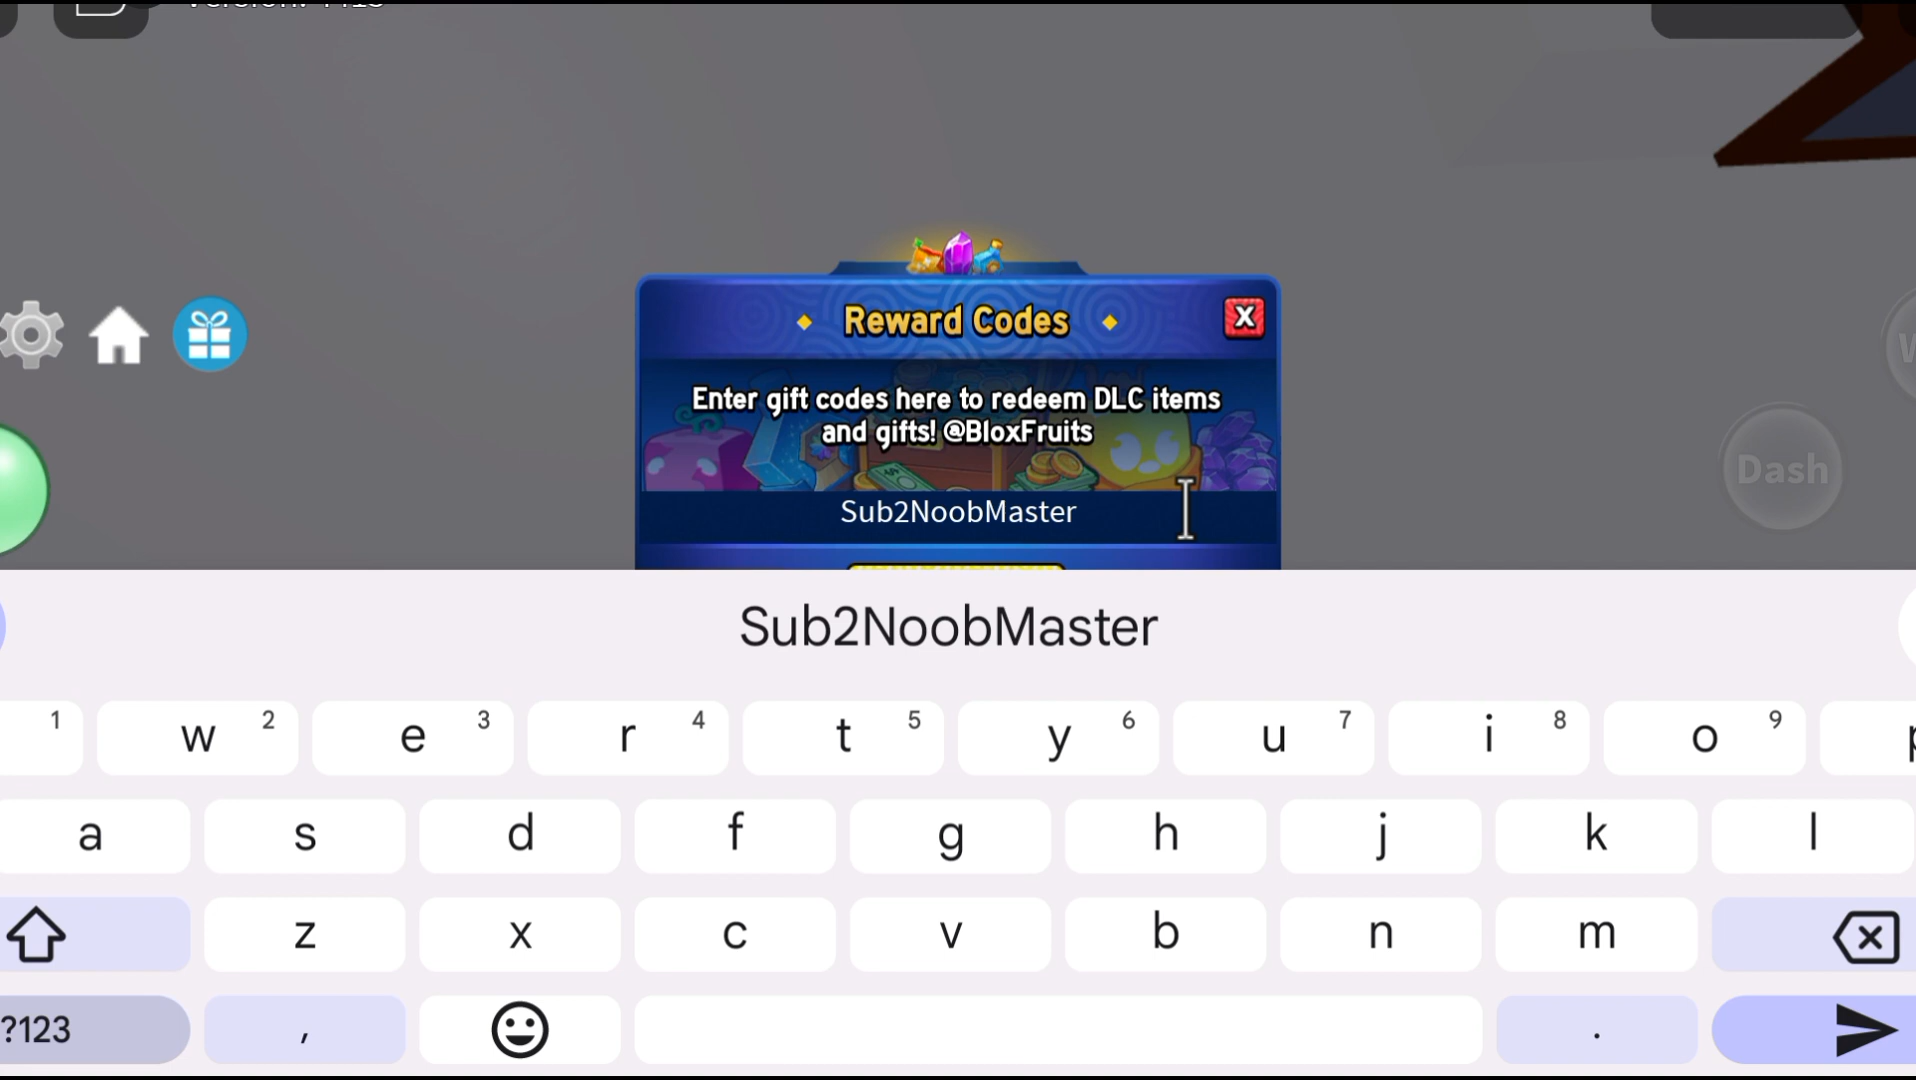 Reward Codes
X
Enter gift codes here to redeem DLC items
and gifts! @BloxFruits
Sub2NoobMaster
Dash
Sub2NoobMaster
1 w 2 e 3 r 4 t 5 y 6 u 7 i 8 o 9 p
a s d f g h j k l
z x c v b n m
?123 , .